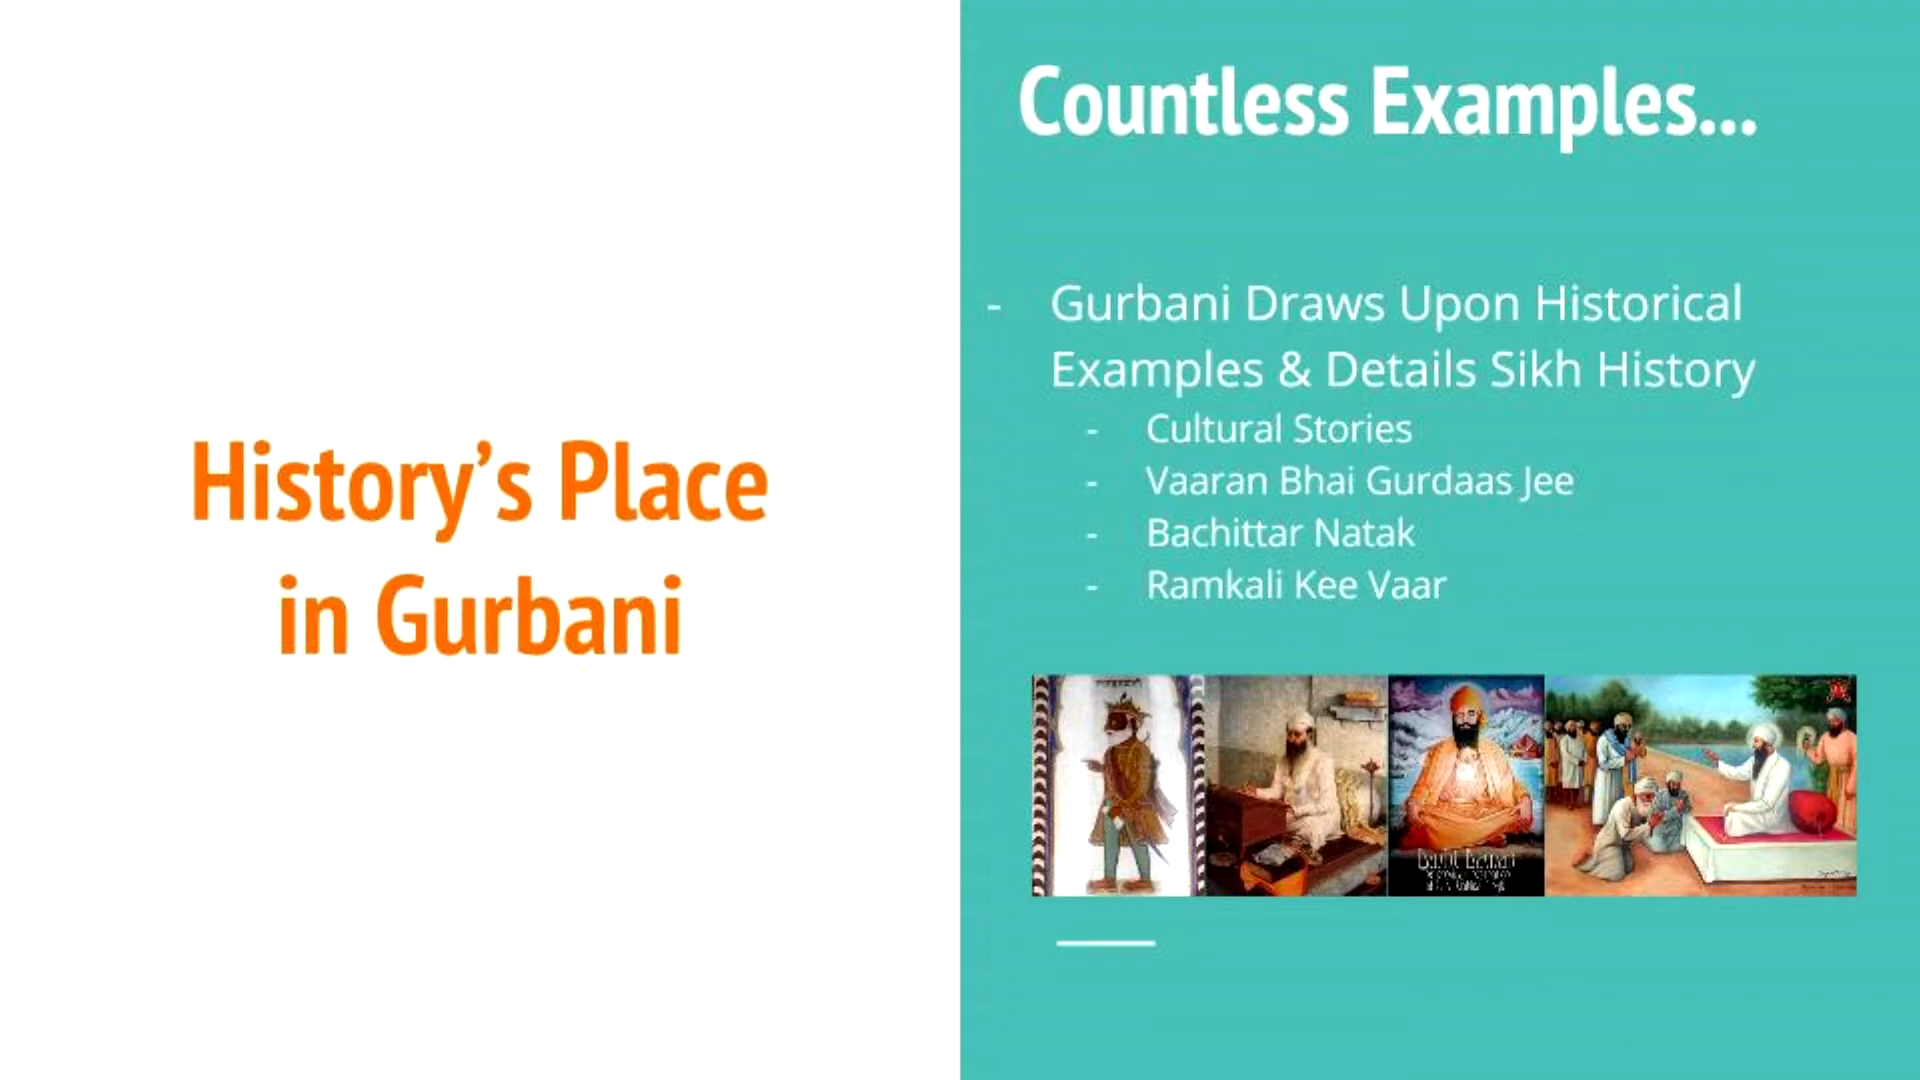 History's Place
in Gurbani
Countless Examples...
- Gurbani Draws Upon Historical
Examples & Details Sikh History
- Cultural Stories
- Vaaran Bhai Gurdaas Jee
- Bachittar Natak
- Ramkali Kee Vaar